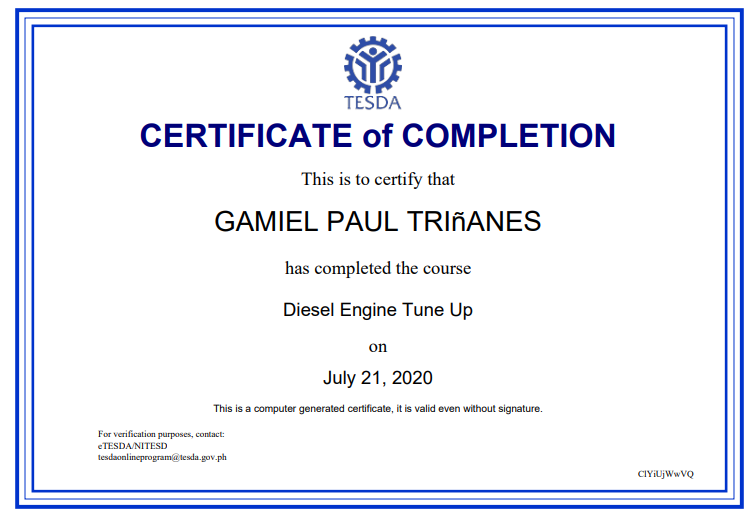 TESDA
CERTIFICATE of COMPLETION
This is to certify that
GAMIEL PAUL TRIñANES
has completed the course
Diesel Engine Tune Up
on
July 21, 2020
This is a computer generated certificate, it is valid even without signature.
For verification purposes, contact:
eTESDA/NITESD
tesdaonlineprogram@tesda.gov.ph
ClYiUjWwVQ